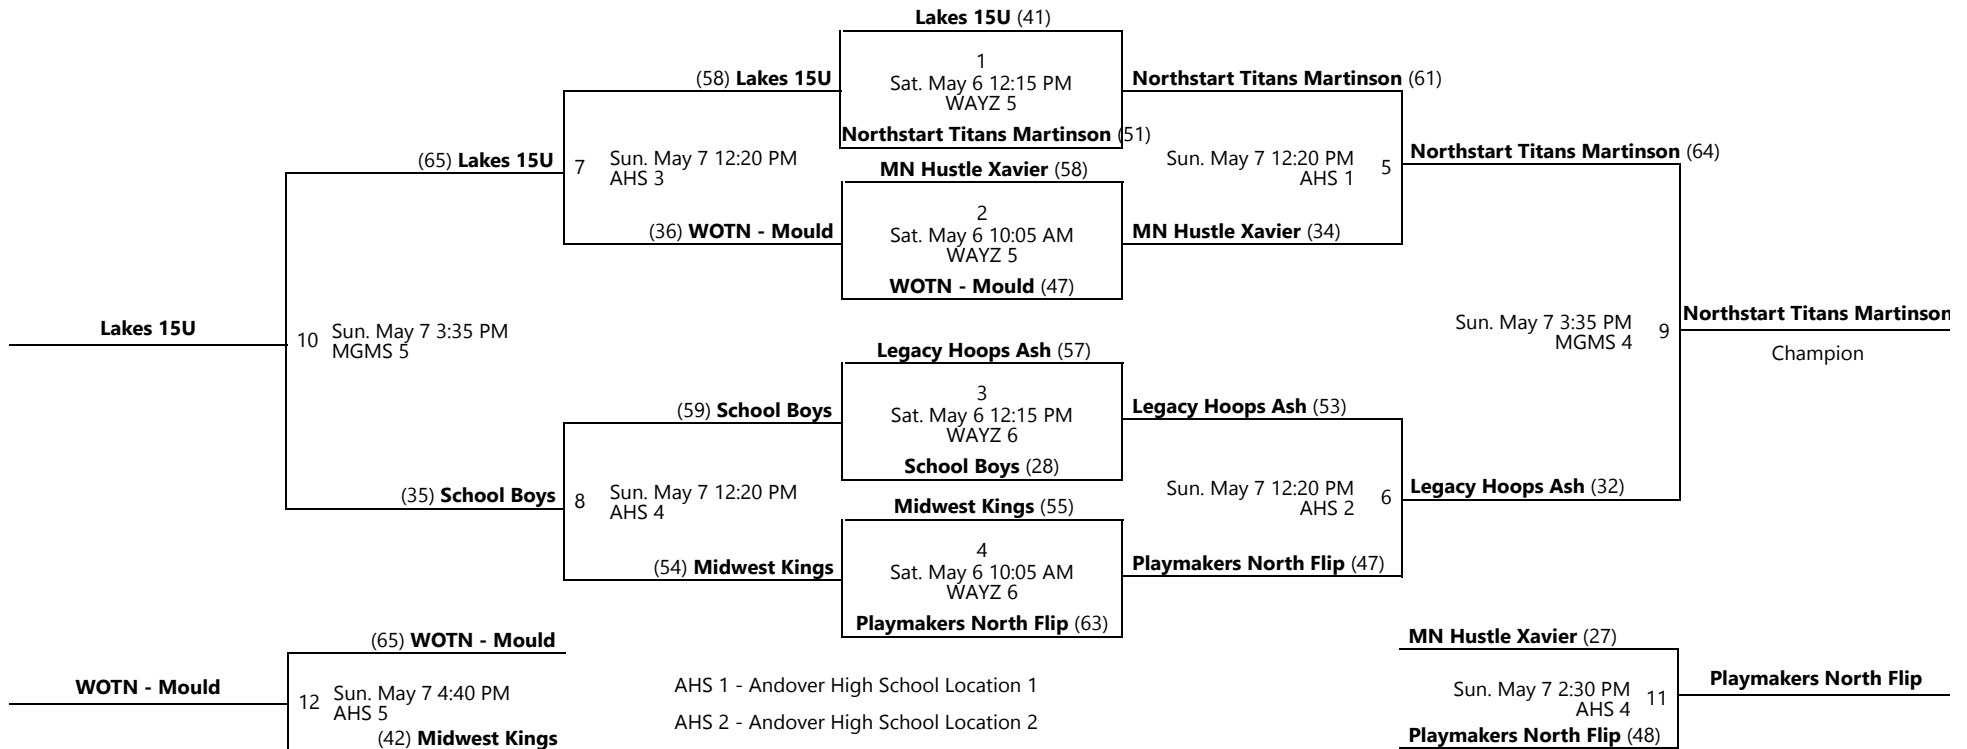 Lakes 15U (41)
1
Sat. May 6 12:15 PM
WAYZ 5
Northstart Titans Martinson (51)
(58) Lakes 15U
Northstart Titans Martinson (61)
(65) Lakes 15U
7
Sun. May 7 12:20 PM
AHS 3
MN Hustle Xavier (58)
2
Sat. May 6 10:05 AM
WAYZ 5
WOTN - Mould (47)
Sun. May 7 12:20 PM
AHS 1
5
Northstart Titans Martinson (64)
(36) WOTN - Mould
MN Hustle Xavier (34)
Lakes 15U
10
Sun. May 7 3:35 PM
MGMS 5
Sun. May 7 3:35 PM
MGMS 4
9
Northstart Titans Martinson
Champion
Legacy Hoops Ash (57)
3
Sat. May 6 12:15 PM
WAYZ 6
School Boys (28)
(59) School Boys
Legacy Hoops Ash (53)
(35) School Boys
8
Sun. May 7 12:20 PM
AHS 4
Sun. May 7 12:20 PM
AHS 2
6
Legacy Hoops Ash (32)
Midwest Kings (55)
4
Sat. May 6 10:05 AM
WAYZ 6
Playmakers North Flip (63)
(54) Midwest Kings
Playmakers North Flip (47)
(65) WOTN - Mould
WOTN - Mould
12
Sun. May 7 4:40 PM
AHS 5
(42) Midwest Kings
AHS 1 - Andover High School Location 1
AHS 2 - Andover High School Location 2
MN Hustle Xavier (27)
Sun. May 7 2:30 PM
AHS 4
11
Playmakers North Flip (48)
Playmakers North Flip